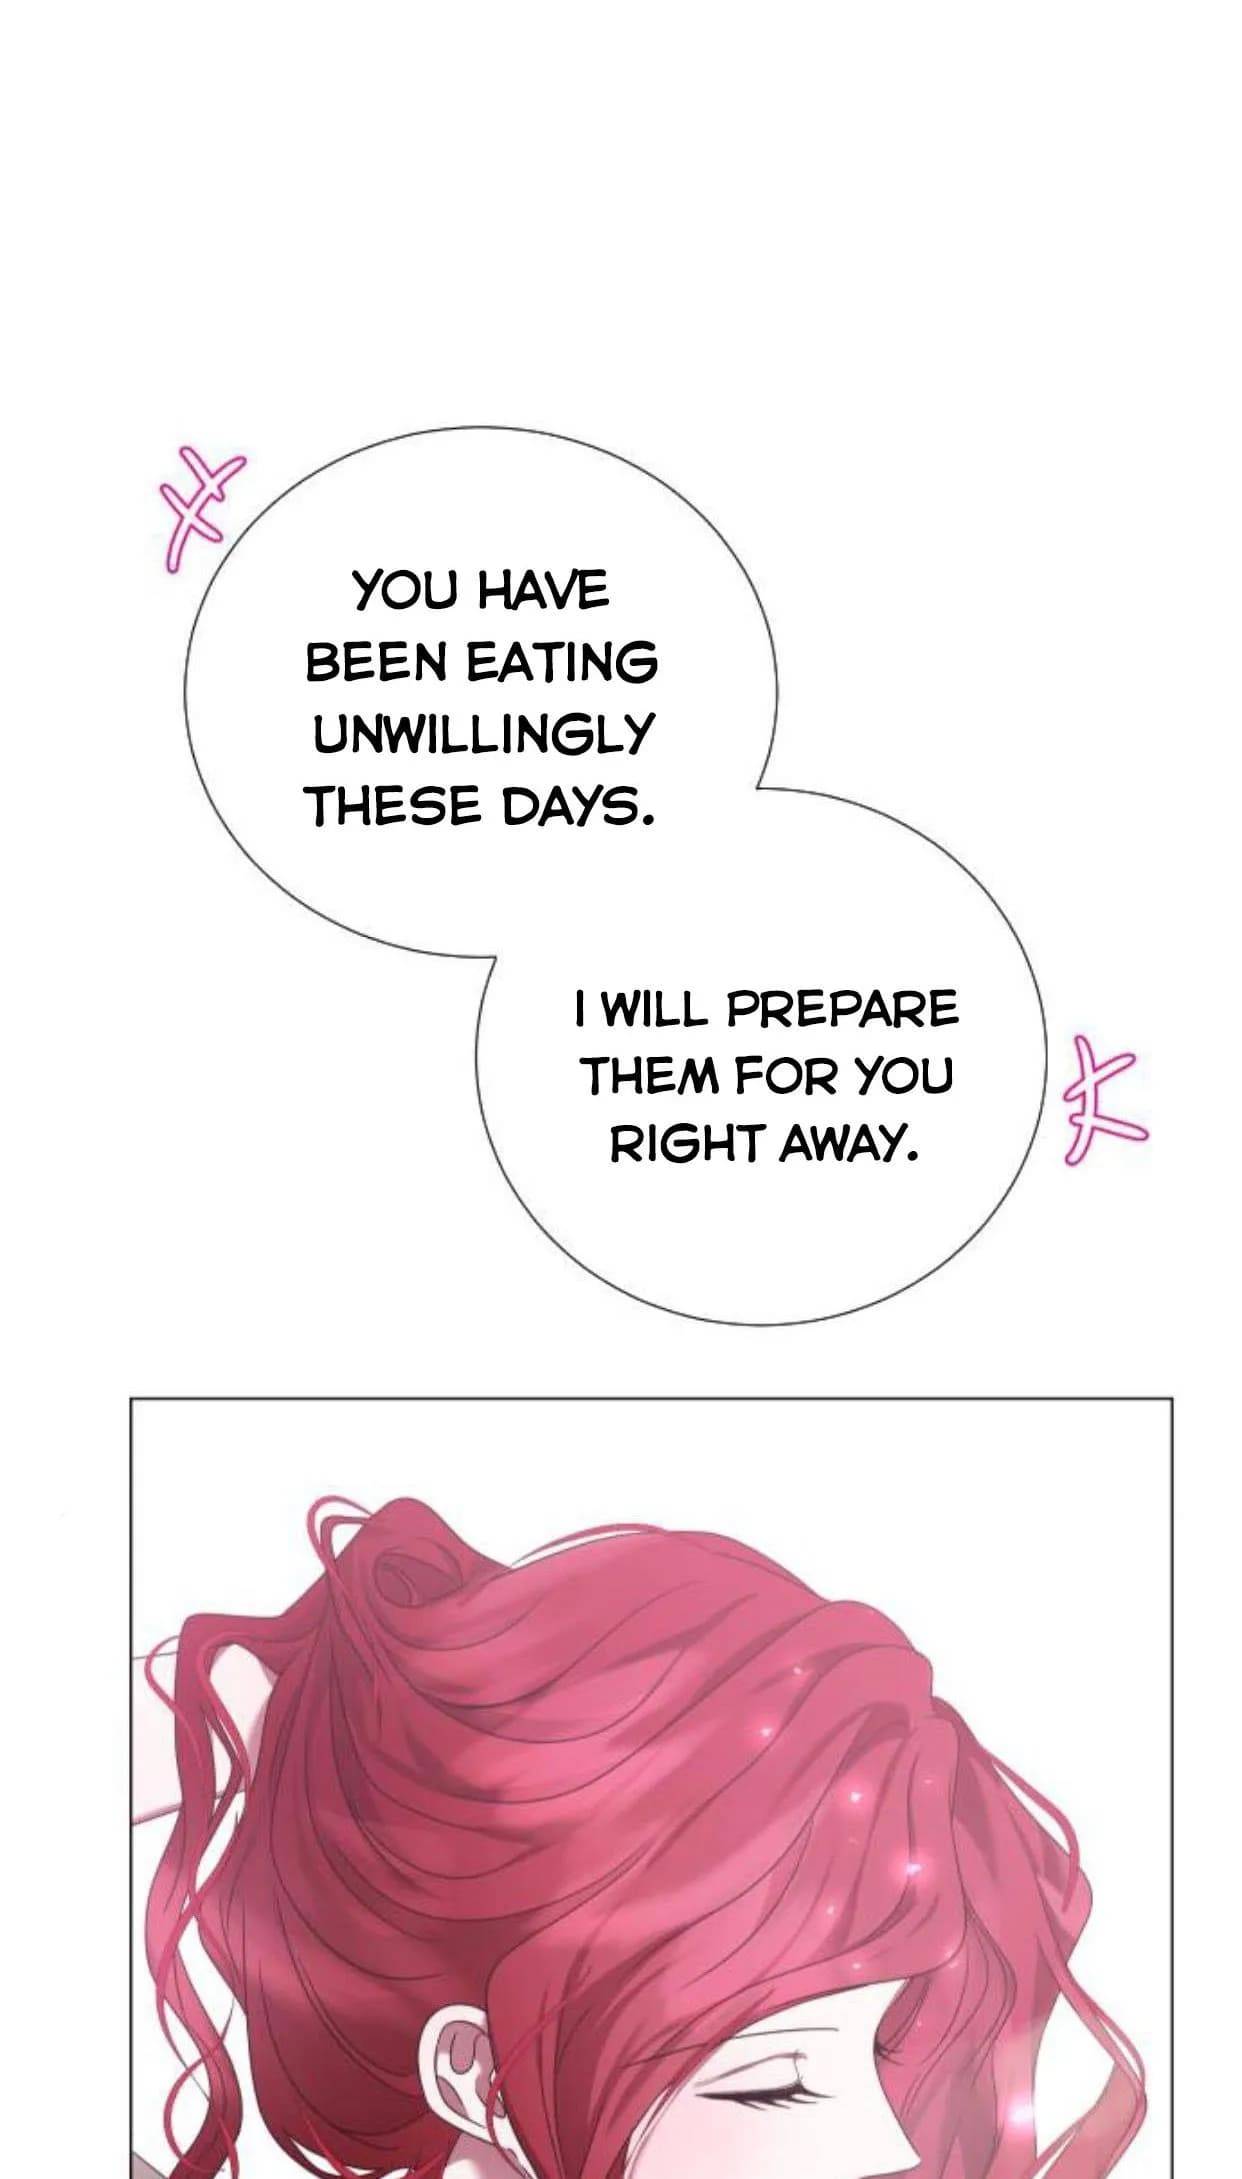 YOU HAVE
BEEN EATING
UNWILLINGLY
THESE DAYS.
I WILL PREPARE
THEM FOR YOU
RIGHT AWAY.